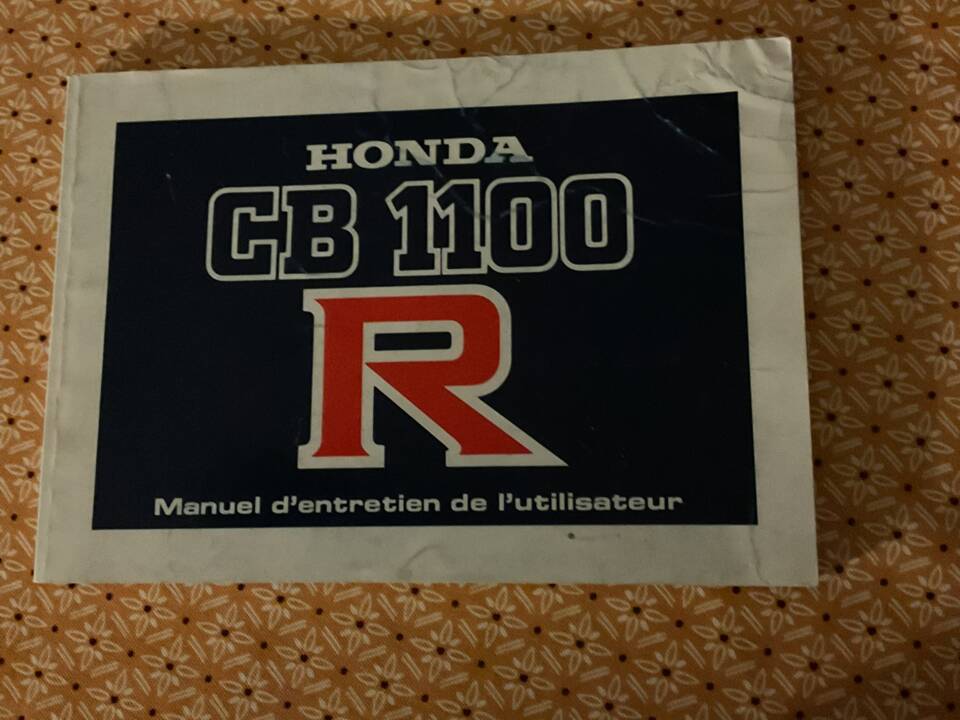 HONDA
CB 1100
R
Manuel d'entretien de l'utilisateur